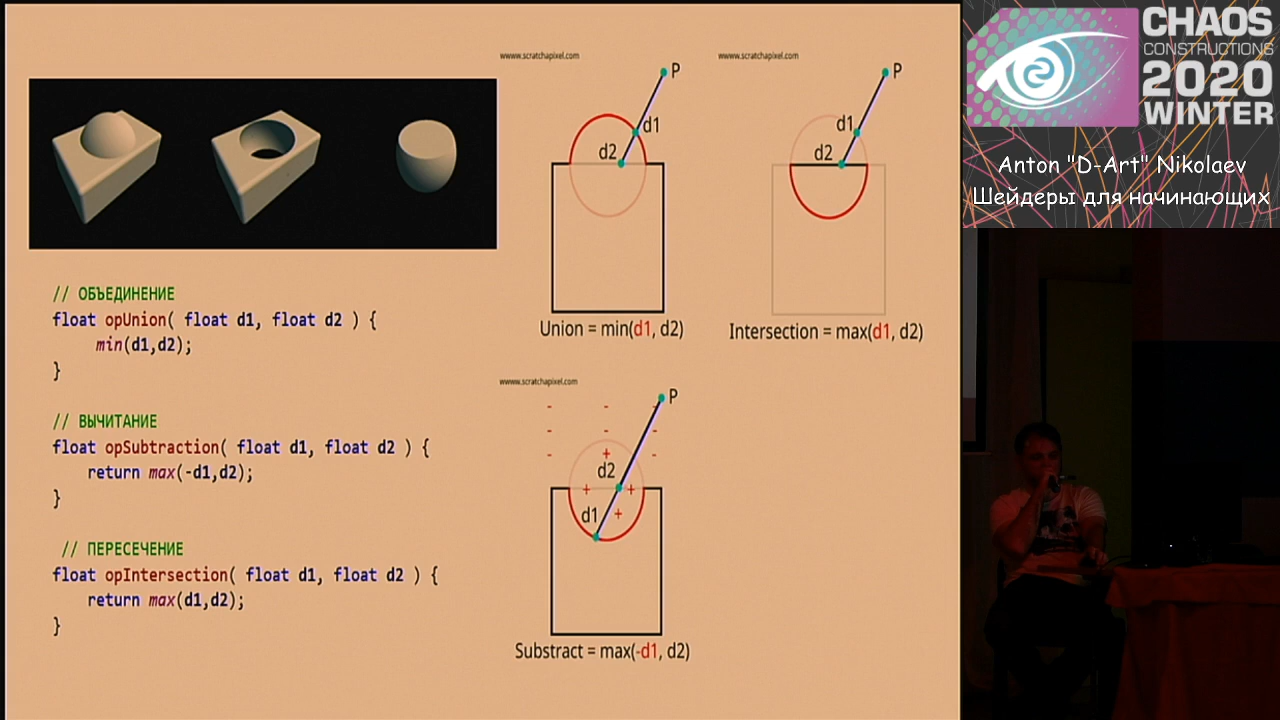 // ОБЪЕДИНЕНИЕ
float opUnion( float d1, float d2 ) {
min(d1,d2);
}
// ВЫЧИТАНИЕ
float opSubtraction( float d1, float d2 ) {
return max(-d1,d2);
}
// ПЕРЕСЕЧЕНИЕ
float opIntersection( float d1, float d2 ) {
return max(d1,d2);
}
wwww.scratchapixel.com
P
d1
d2
Union = min(d1, d2)
wwww.scratchapixel.com
P
d1
d2
Intersection = max(d1, d2)
wwww.scratchapixel.com
- - -
P
- - -
- + -
d2
+ +
d1 +
Substract = max(-d1, d2)
CHAOS
CONSTRUCTIONS
2020
WINTER
Anton "D-Art" Nikolaev
Шейдеры для начинающих